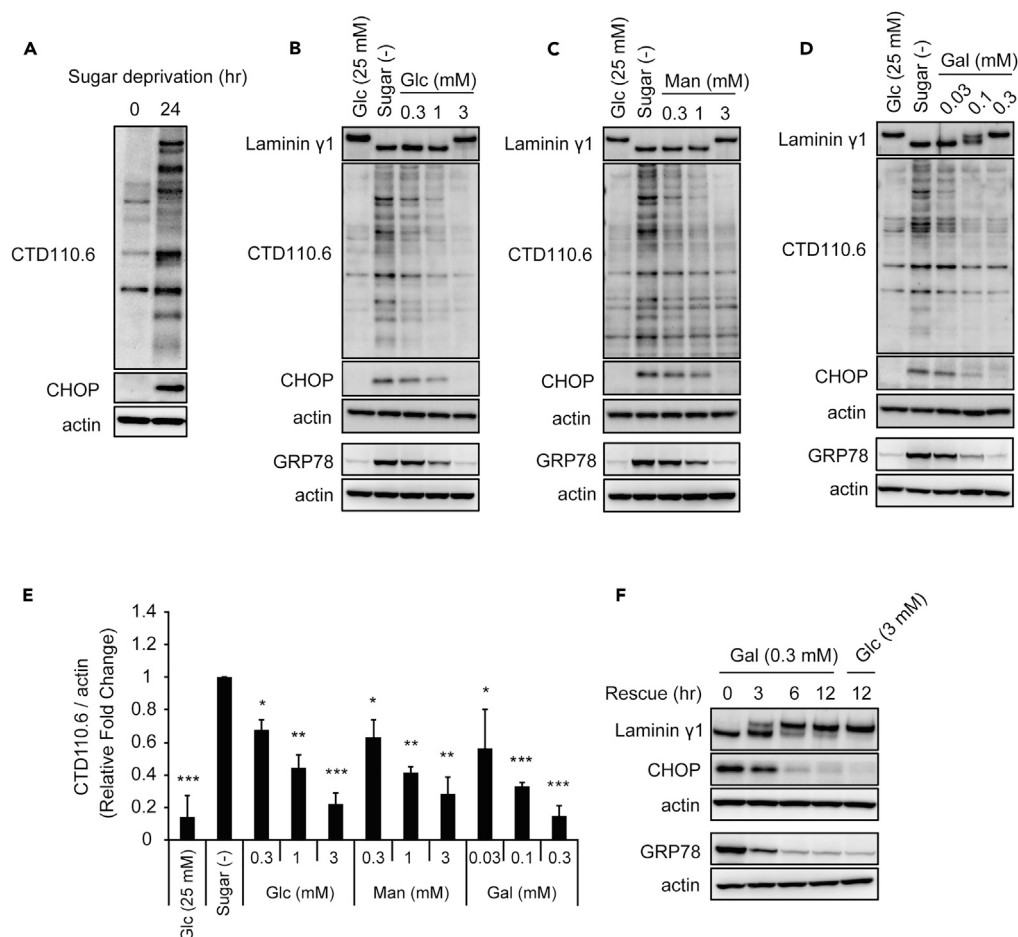 A
Sugar deprivation (hr)
0 24
CTD110.6
CHOP
actin
B
Glc (25 mM)
Sugar (-)
Glc (mM)
0.3 1 3
Laminin γ1
CTD110.6
CHOP
actin
GRP78
actin
C
Glc (25 mM)
Sugar (-)
Man (mM)
0.3 1 3
Laminin γ1
CTD110.6
CHOP
actin
GRP78
actin
D
Glc (25 mM)
Sugar (-)
Gal (mM)
0.03 0.1 0.3
Laminin γ1
CTD110.6
CHOP
actin
GRP78
actin
E
CTD110.6 / actin
(Relative Fold Change)
1.4
1.2
1
0.8
0.6
0.4
0.2
0
*** * ** *** * ** ** * *** ***
Glc (25 mM)
Sugar (-)
0.3 1 3 0.3 1 3 0.03 0.1 0.3
Glc (mM) Man (mM) Gal (mM)
F
Gal (0.3 mM)
Glc (3 mM)
Rescue (hr) 0 3 6 12 12
Laminin γ1
CHOP
actin
GRP78
actin